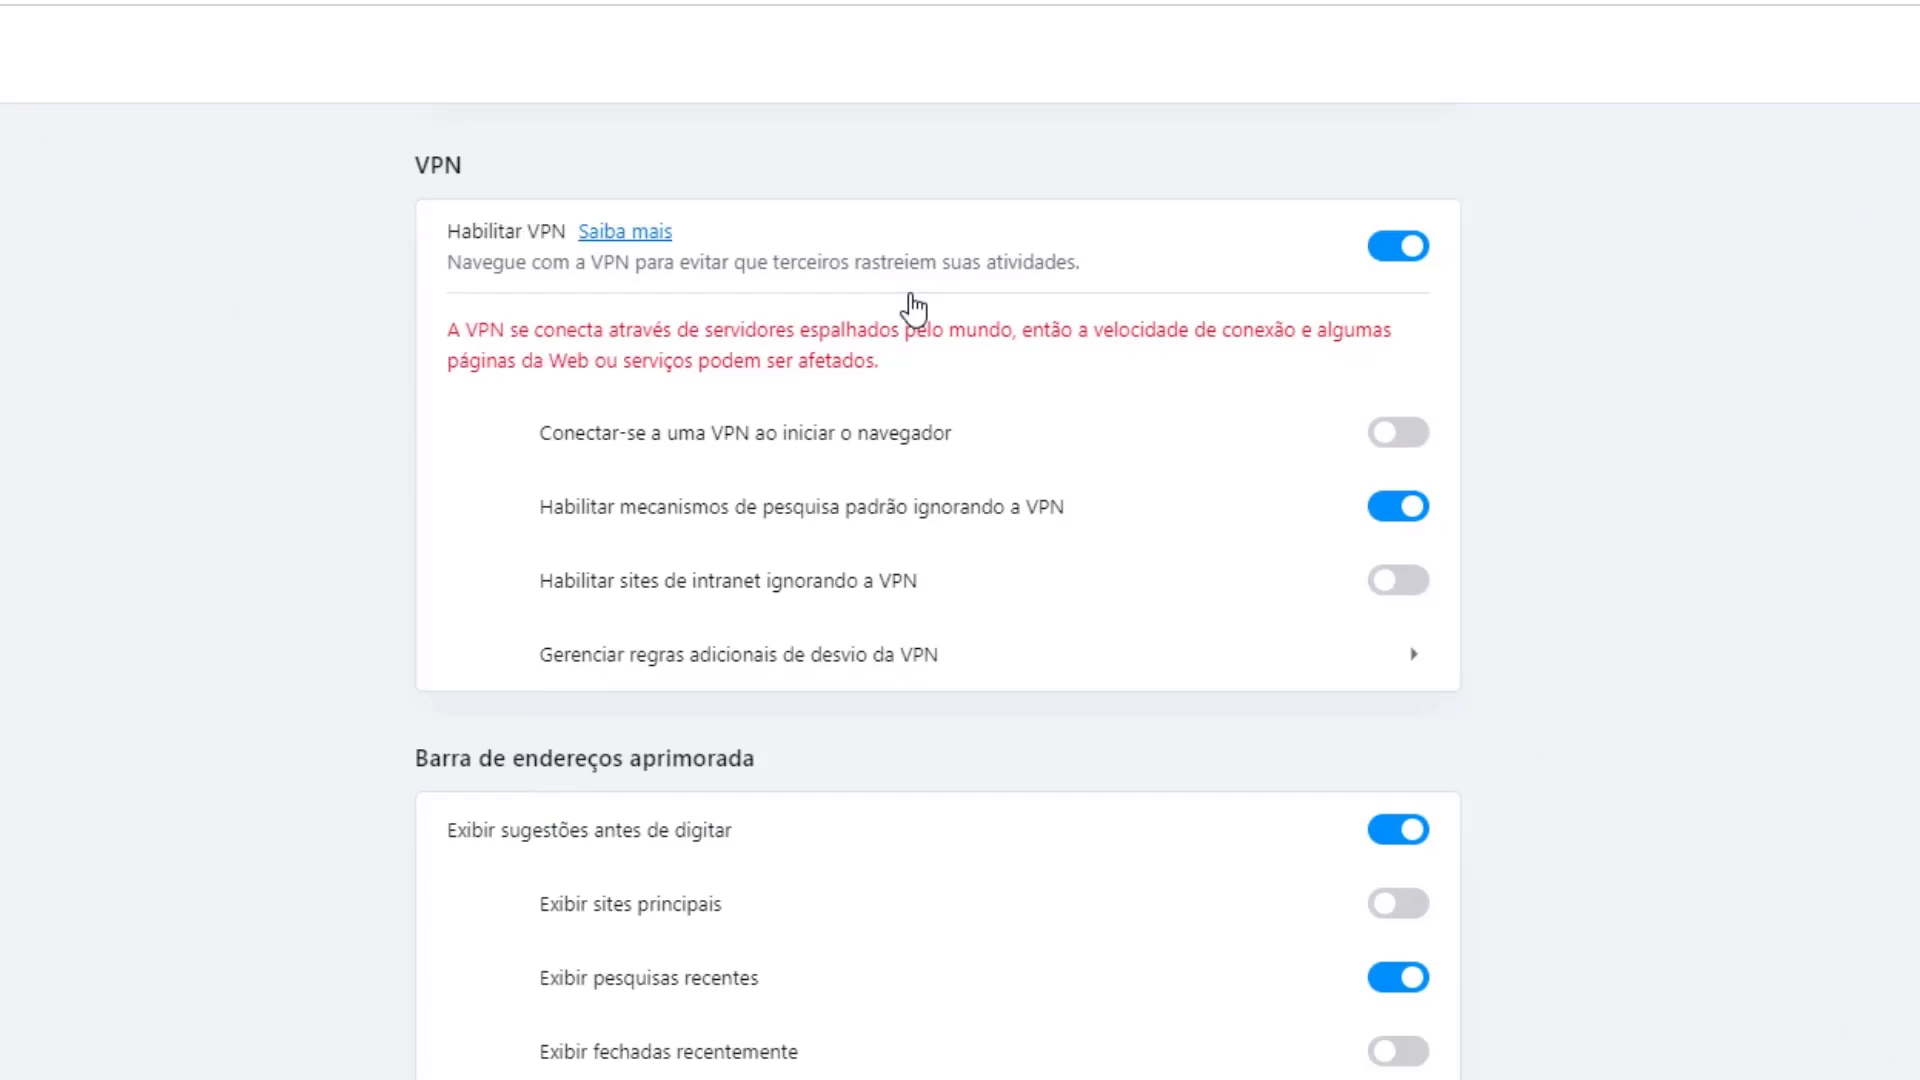 VPN
Habilitar VPN Saiba mais
Navegue com a VPN para evitar que terceiros rastreiem suas atividades.
A VPN se conecta através de servidores espalhados pelo mundo, então a velocidade de conexão e algumas
páginas da Web ou serviços podem ser afetados.
Conectar-se a uma VPN ao iniciar o navegador
Habilitar mecanismos de pesquisa padrão ignorando a VPN
Habilitar sites de intranet ignorando a VPN
Gerenciar regras adicionais de desvio da VPN
Barra de endereços aprimorada
Exibir sugestões antes de digitar
Exibir sites principais
Exibir pesquisas recentes
Exibir fechadas recentemente